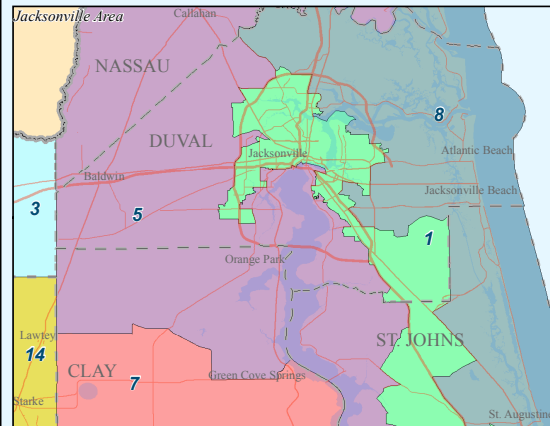 Jacksonville Area
Callahan
NASSAU
8
DUVAL
Jacksonville
Atlantic Beach
Baldwin
Jacksonville Beach
3
5
1
Orange Park
Lawtey
ST. JOHNS
14
CLAY
7
Green Cove Springs
Starke
St. Augustine